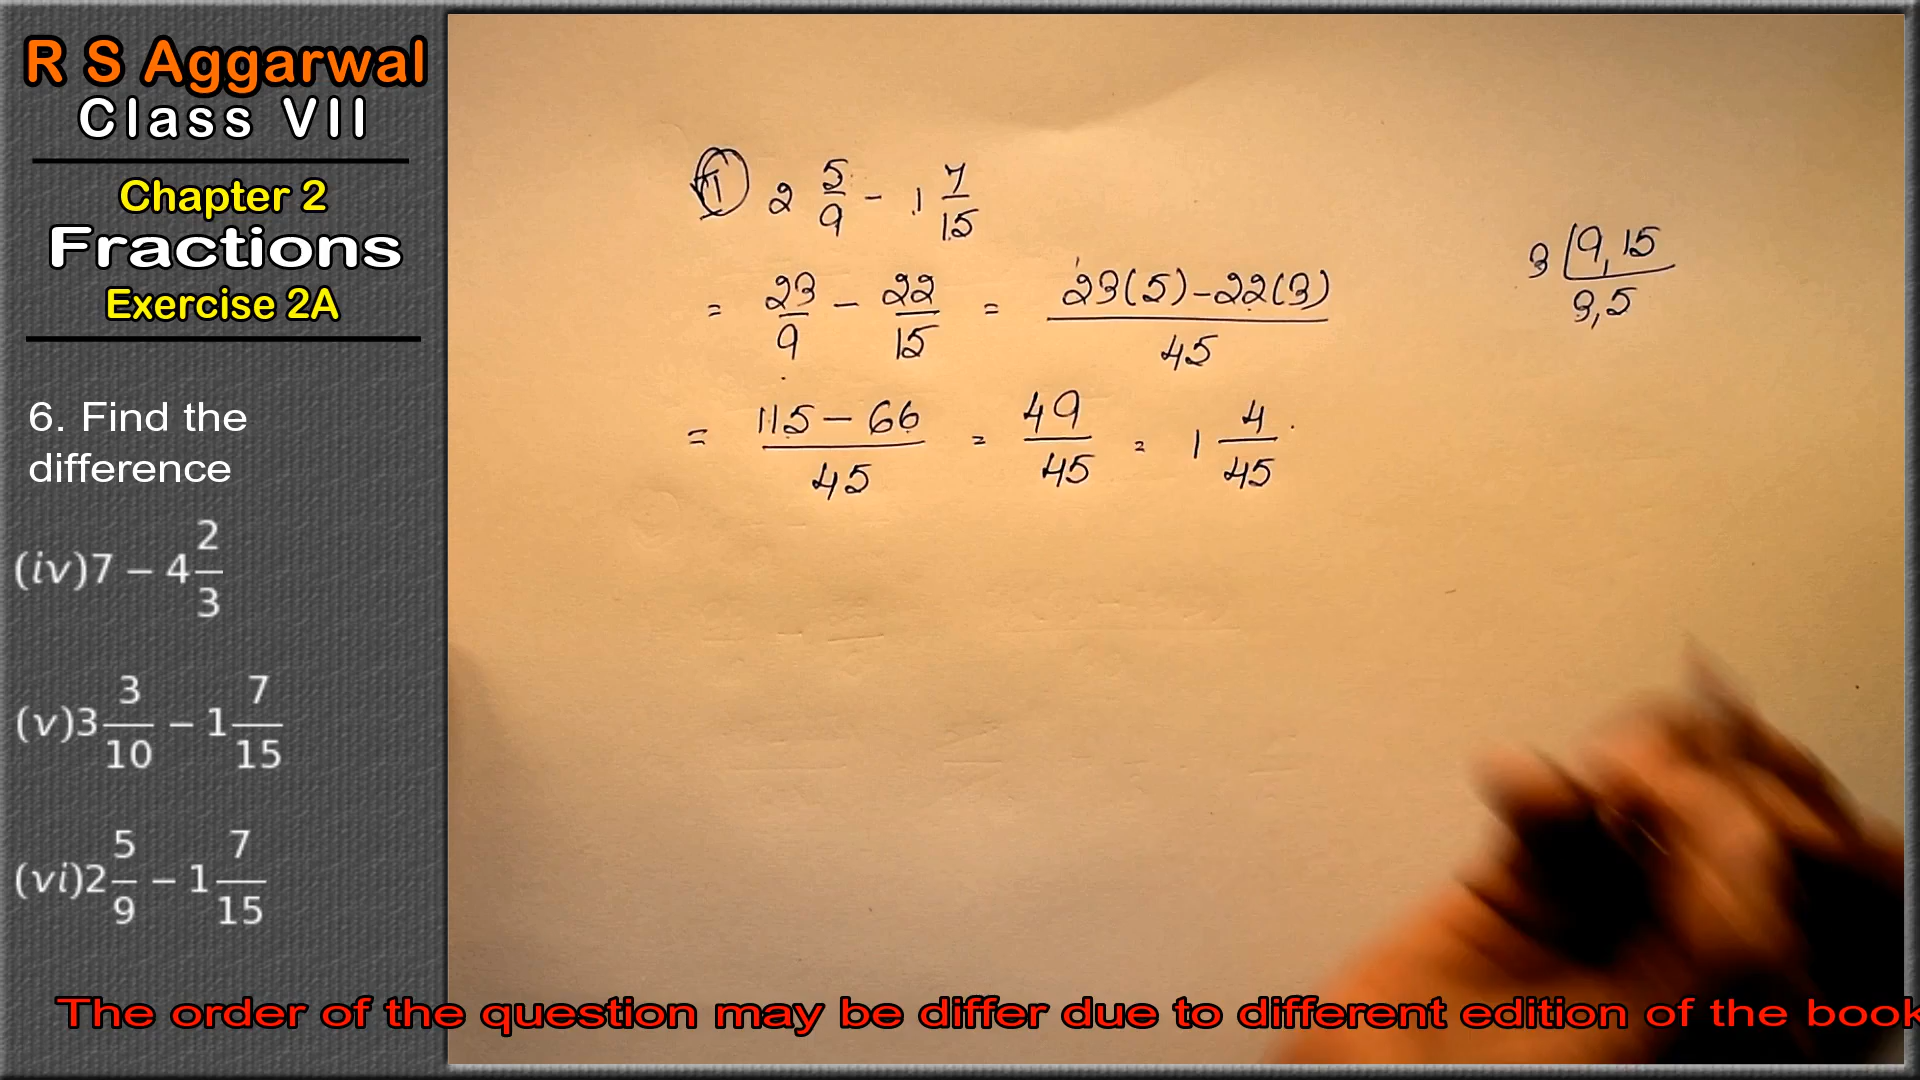 R S Aggarwal
Class VII
Chapter 2
Fractions
Exercise 2A
6. Find the
difference
(iv) 7 − 4 2/3
(v) 3 3/10 − 1 7/15
(vi) 2 5/9 − 1 7/15
2 5/9 - 1 7/15
= 23/9 - 22/15 = 23(5)-22(3)/45
= 115-66/45 = 49/45 = 1 4/45
3 | 9, 15
3, 5
The order of the question may be differ due to different edition of the book